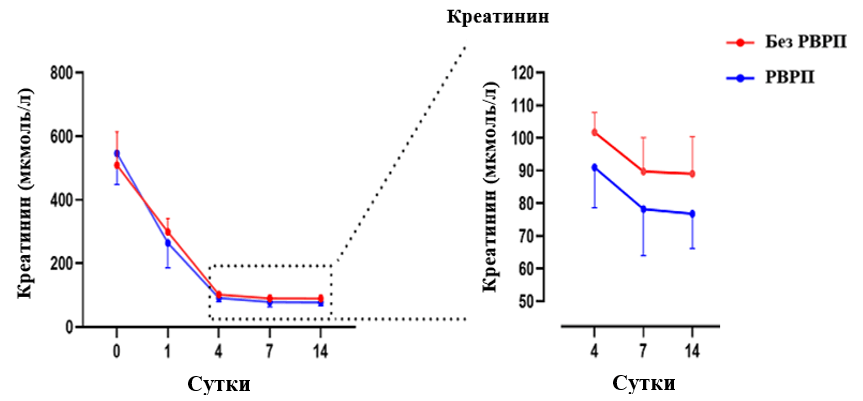 Креатинин
Без РВРП
РВРП
Креатинин (мкмоль/л)
800
600
400
200
0
0 1 4 7 14
Сутки
Креатинин (мкмоль/л)
120
110
100
90
80
70
60
50
4 7 14
Сутки